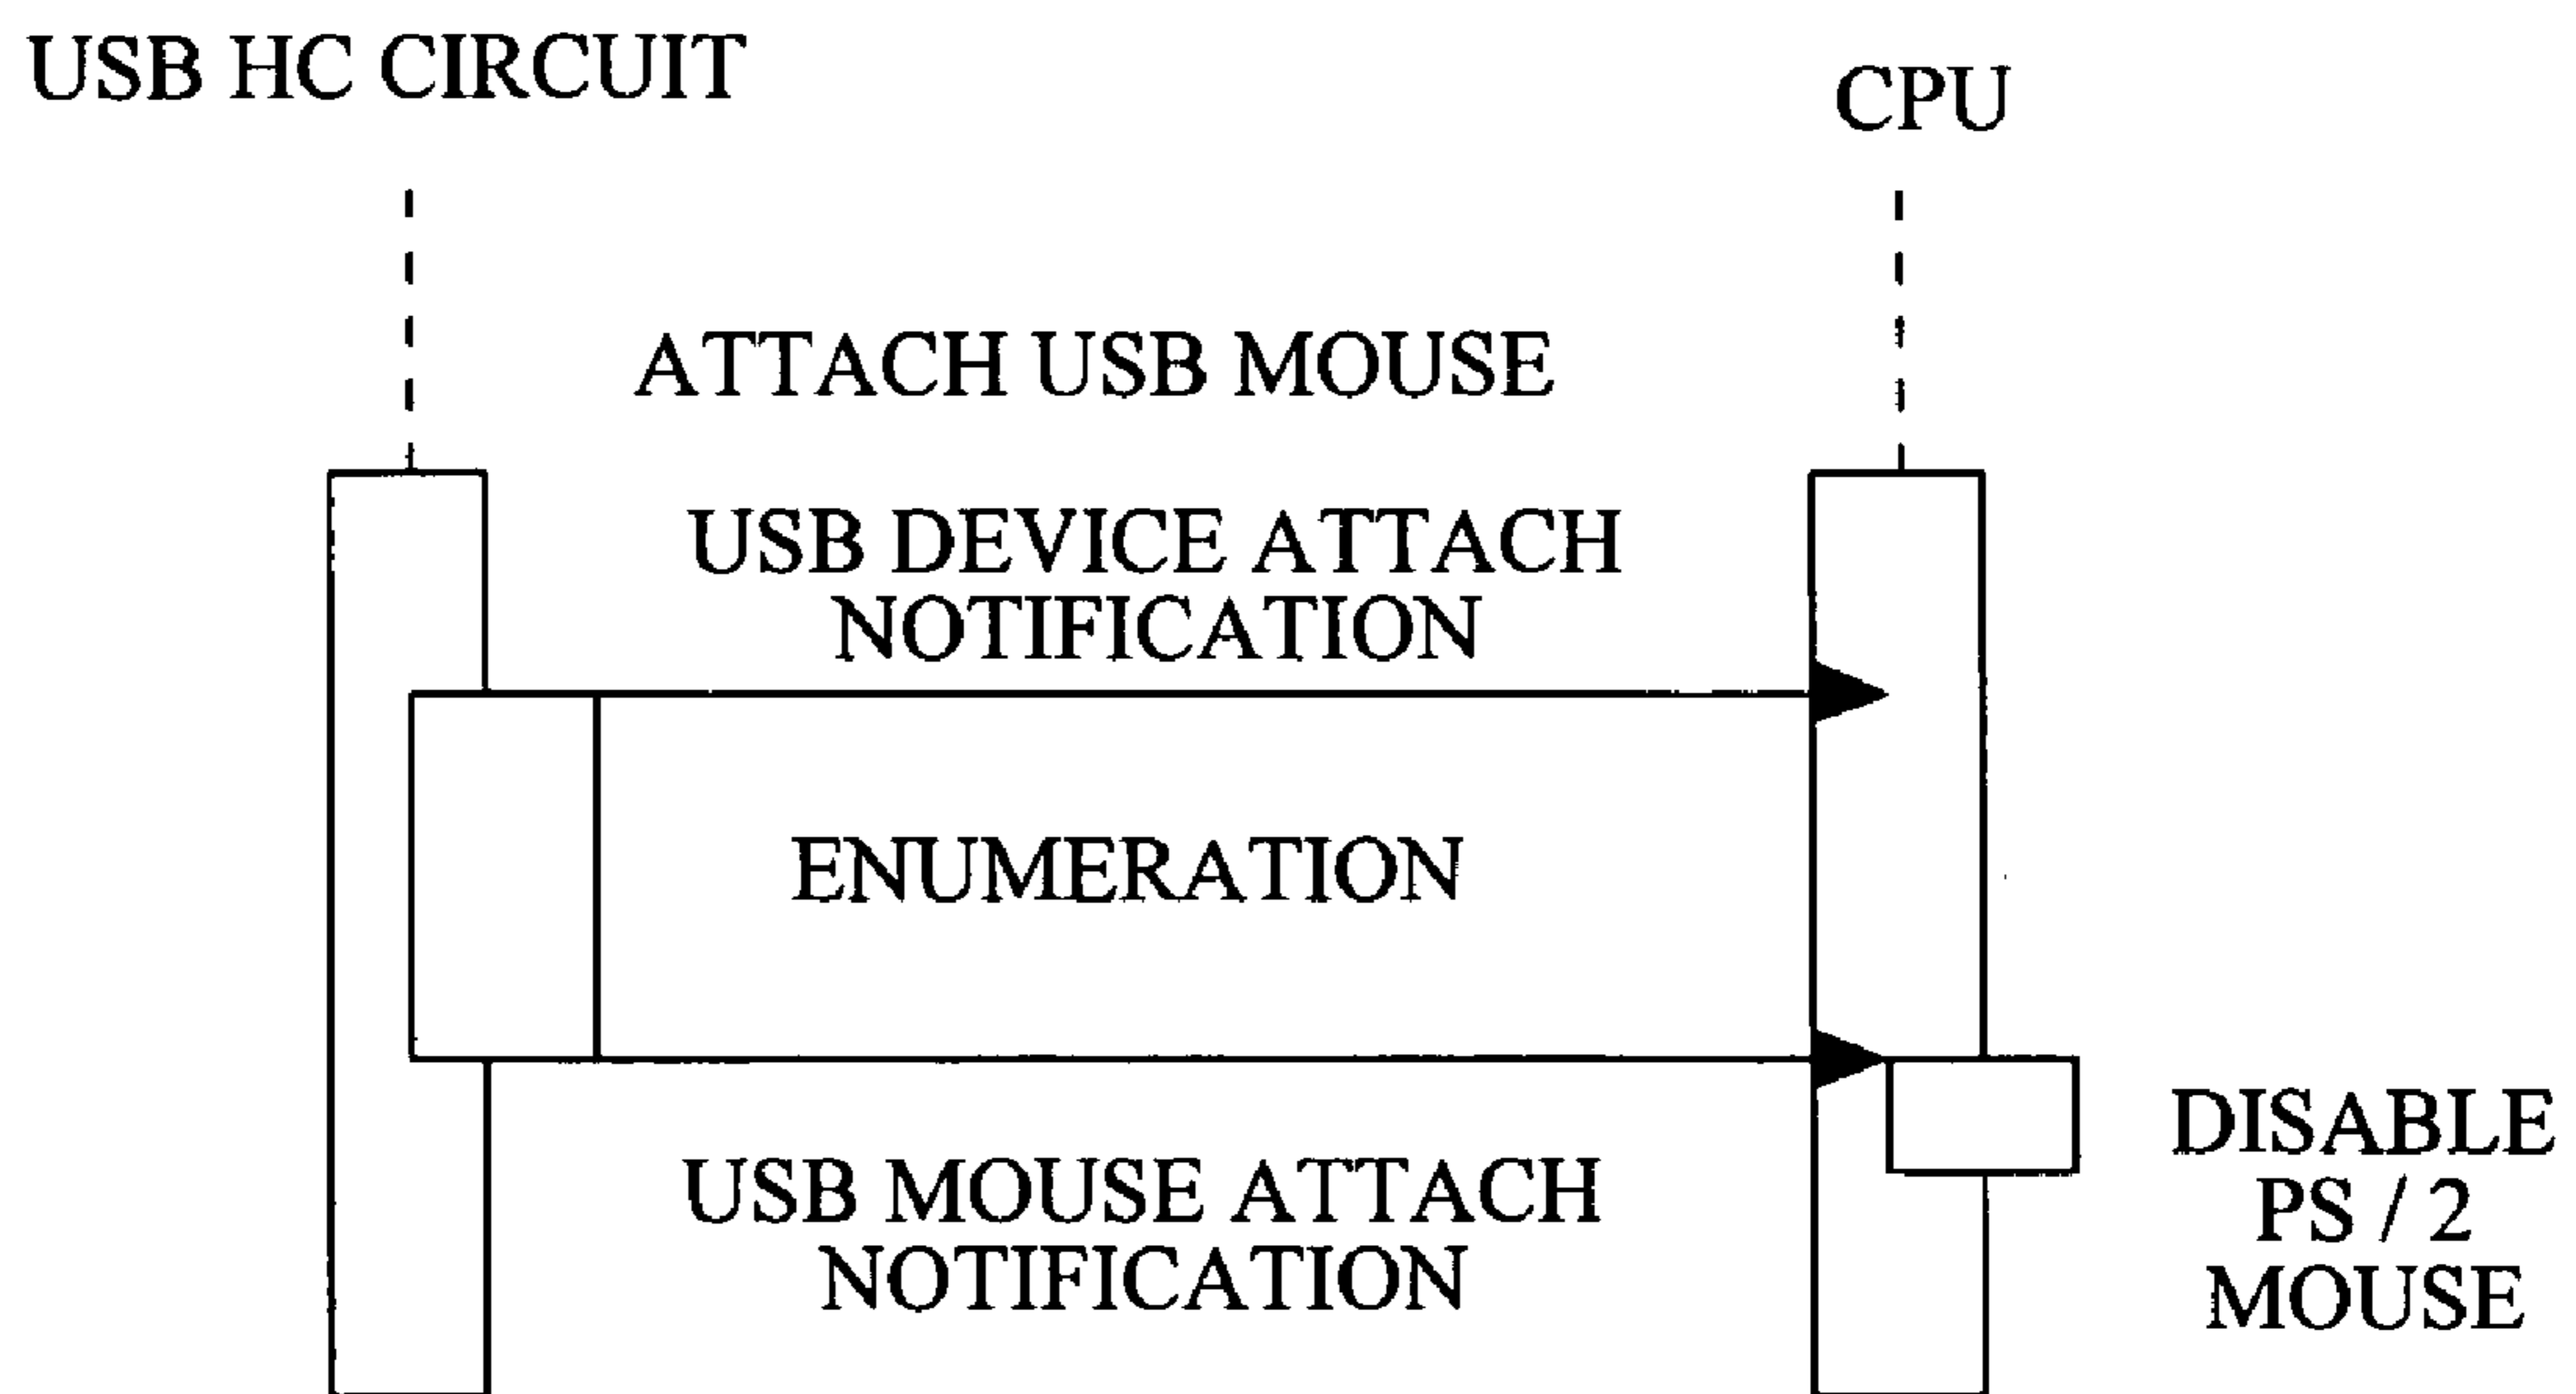 USB HC CIRCUIT
CPU
ATTACH USB MOUSE
USB DEVICE ATTACH
NOTIFICATION
ENUMERATION
USB MOUSE ATTACH
NOTIFICATION
DISABLE
PS / 2
MOUSE